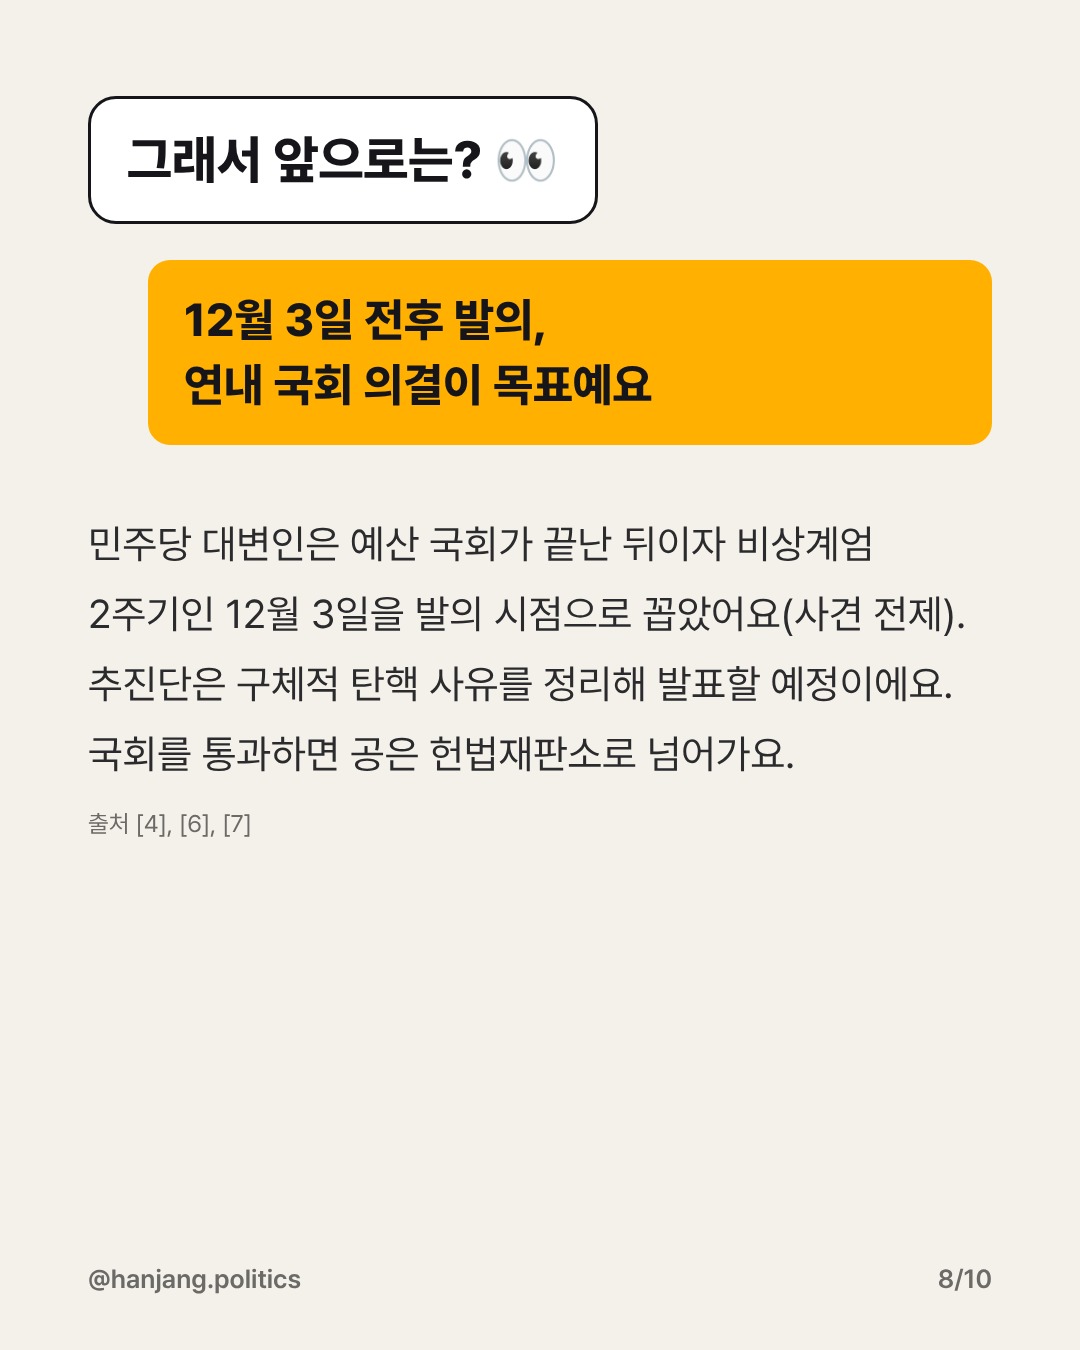 그래서 앞으로는? 👀
12월 3일 전후 발의,
연내 국회 의결이 목표예요
민주당 대변인은 예산 국회가 끝난 뒤이자 비상계엄
2주기인 12월 3일을 발의 시점으로 꼽았어요(사견 전제).
추진단은 구체적 탄핵 사유를 정리해 발표할 예정이에요.
국회를 통과하면 공은 헌법재판소로 넘어가요.
출처 [4], [6], [7]
@hanjang.politics
8/10